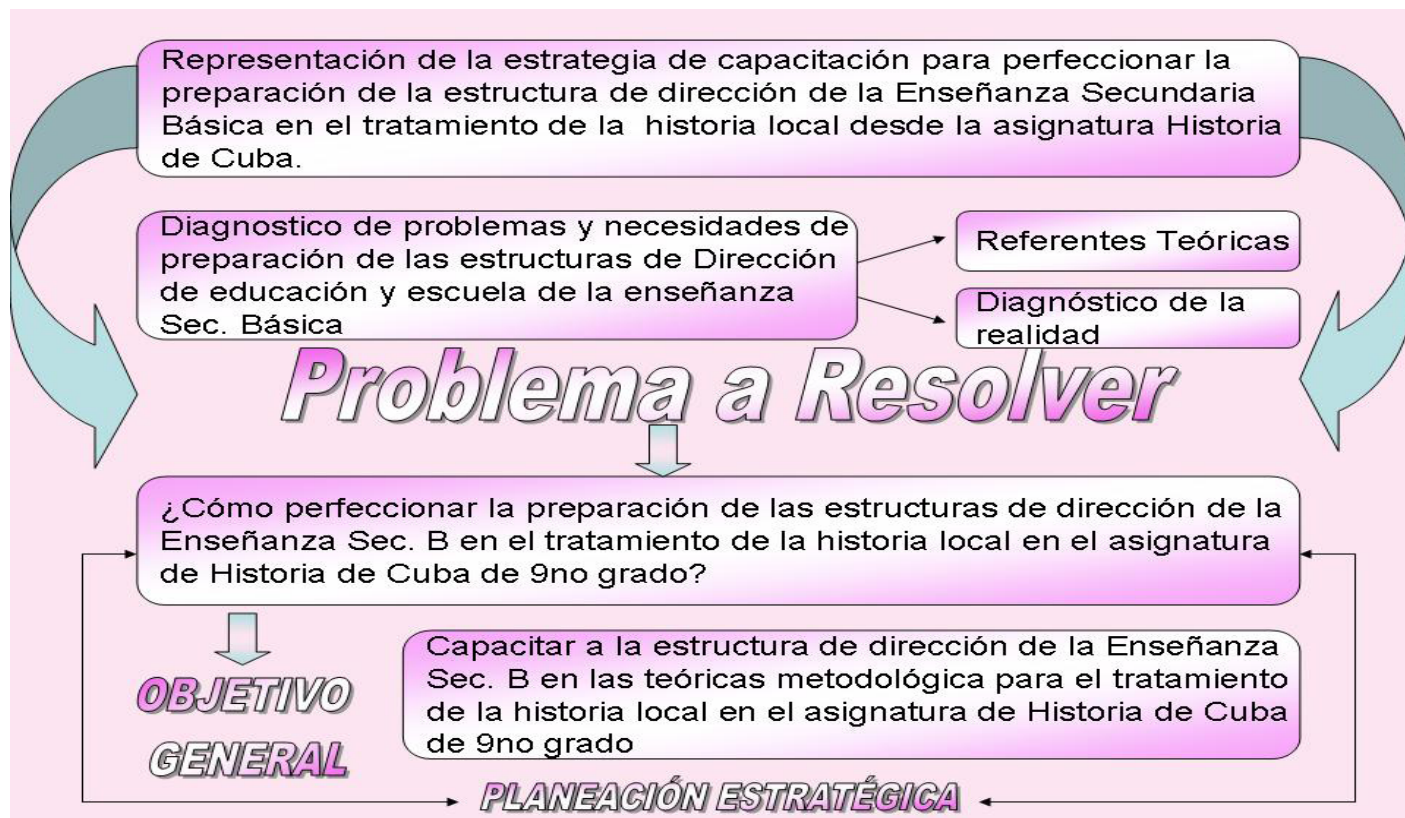 Representación de la estrategia de capacitación para perfeccionar la
preparación de la estructura de dirección de la Enseñanza Secundaria
Básica en el tratamiento de la historia local desde la asignatura Historia
de Cuba.
Diagnostico de problemas y necesidades de
preparación de las estructuras de Dirección
de educación y escuela de la enseñanza
Sec. Básica
Referentes Teóricas
Diagnóstico de la
realidad
Problema a Resolver
¿Cómo perfeccionar la preparación de las estructuras de dirección de la
Enseñanza Sec. B en el tratamiento de la historia local en el asignatura
de Historia de Cuba de 9no grado?
OBJETIVO
GENERAL
Capacitar a la estructura de dirección de la Enseñanza
Sec. B en las teóricas metodológica para el tratamiento
de la historia local en el asignatura de Historia de Cuba
de 9no grado
PLANEACIÓN ESTRATÉGICA